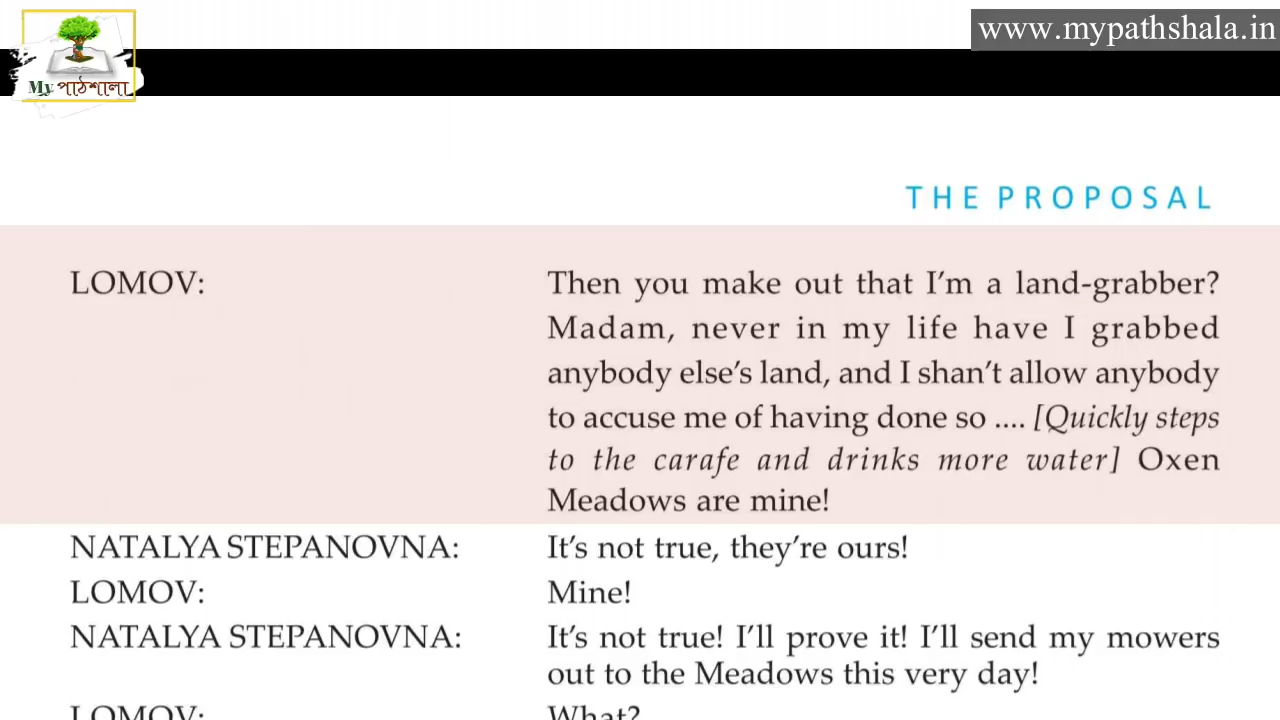 www.mypathshala.in
My পাঠশালা
THE PROPOSAL
LOMOV: Then you make out that I'm a land-grabber?
Madam, never in my life have I grabbed
anybody else's land, and I shan't allow anybody
to accuse me of having done so .... [Quickly steps
to the carafe and drinks more water] Oxen
Meadows are mine!
NATALYA STEPANOVNA: It's not true, they're ours!
LOMOV: Mine!
NATALYA STEPANOVNA: It's not true! I'll prove it! I'll send my mowers
out to the Meadows this very day!
LOMOV: What?